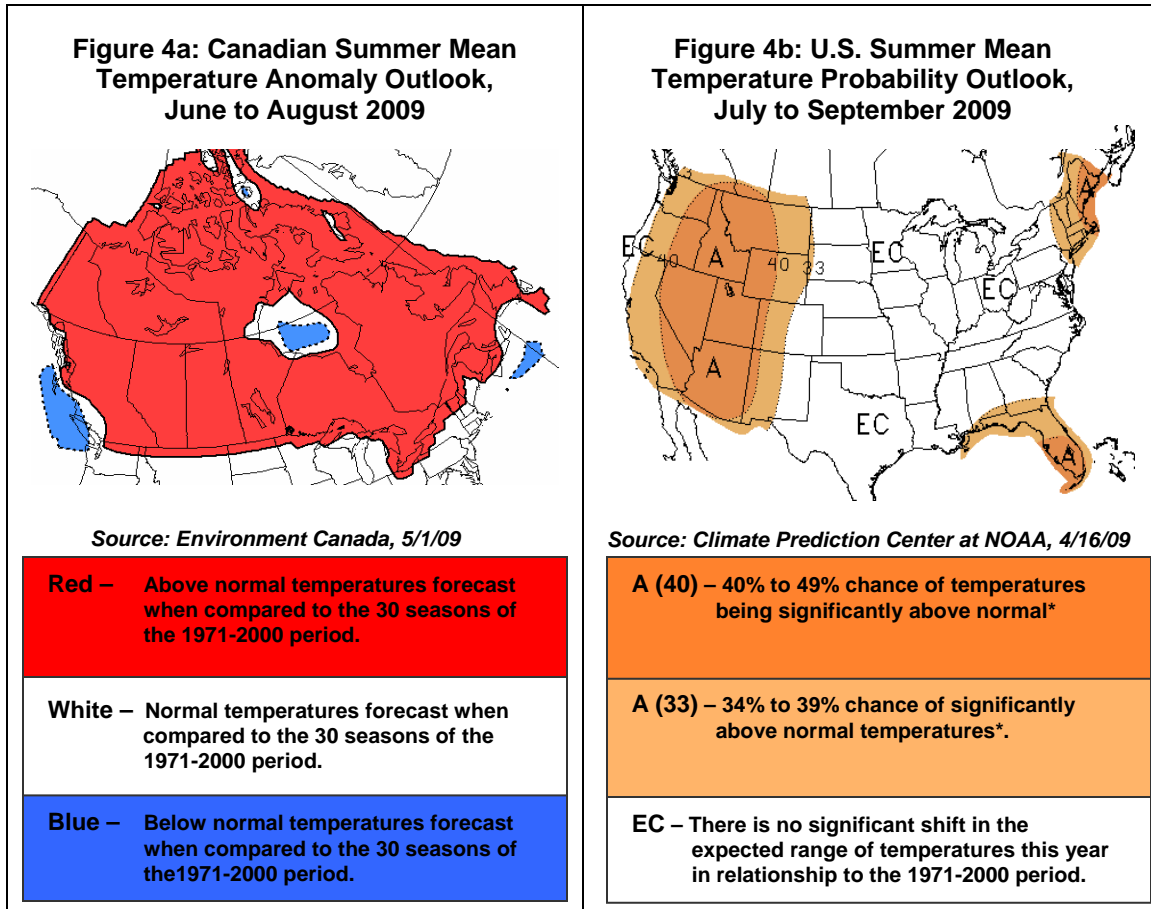 Figure 4a: Canadian Summer Mean
Temperature Anomaly Outlook,
June to August 2009
Source: Environment Canada, 5/1/09
Red – Above normal temperatures forecast
when compared to the 30 seasons of
the 1971-2000 period.
White – Normal temperatures forecast when
compared to the 30 seasons of the
1971-2000 period.
Blue – Below normal temperatures forecast
when compared to the 30 seasons of
the1971-2000 period.
Figure 4b: U.S. Summer Mean
Temperature Probability Outlook,
July to September 2009
A
EC
EC
A
40
40
33
EC
A
EC
A
Source: Climate Prediction Center at NOAA, 4/16/09
A (40) – 40% to 49% chance of temperatures
being significantly above normal*
A (33) – 34% to 39% chance of significantly
above normal temperatures*.
EC – There is no significant shift in the
expected range of temperatures this year
in relationship to the 1971-2000 period.